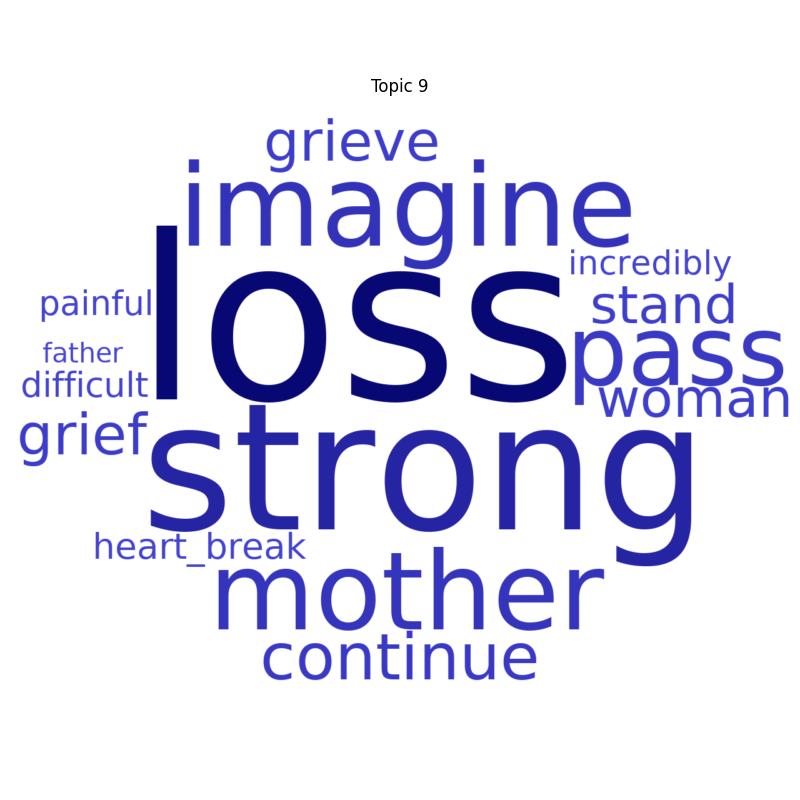 Topic 9
grieve
imagine
incredibly
loss
painful
stand
pass
father
difficult
woman
grief
strong
heart_break
mother
continue